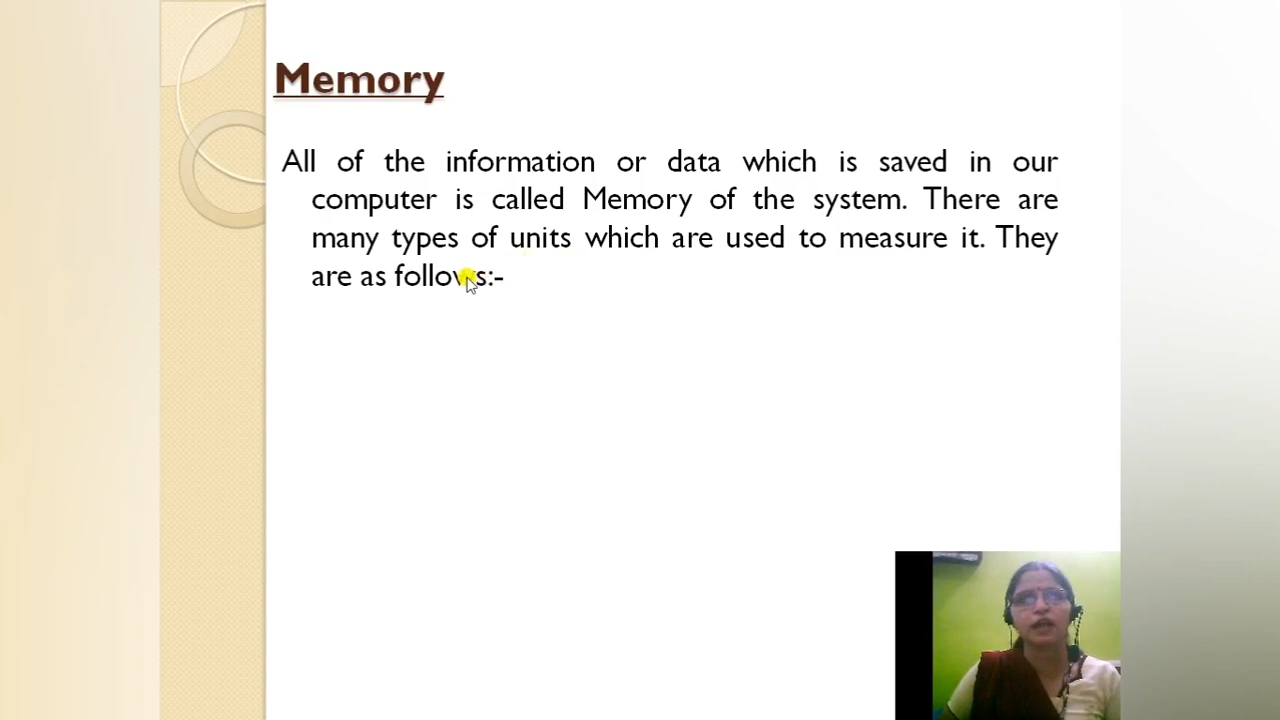 Memory
All of the information or data which is saved in our
computer is called Memory of the system. There are
many types of units which are used to measure it. They
are as follows:-